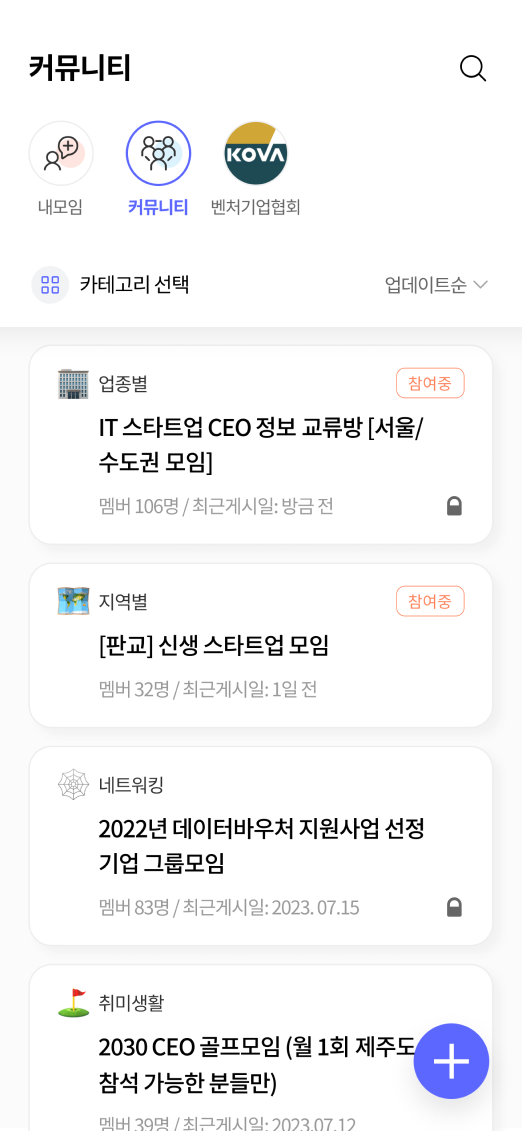 커뮤니티
KOVA
내모임
커뮤니티
벤처기업협회
카테고리 선택
업데이트순
업종별
참여중
IT 스타트업 CEO 정보 교류방 [서울/
수도권 모임]
멤버 106명 / 최근게시일: 방금 전
지역별
참여중
[판교] 신생 스타트업 모임
멤버 32명 / 최근게시일: 1일 전
네트워킹
2022년 데이터바우처 지원사업 선정
기업 그룹모임
멤버 83명 / 최근게시일: 2023. 07.15
취미생활
2030 CEO 골프모임 (월 1회 제주도
참석 가능한 분들만)
멤버 39명 / 최근게시일: 2023.07.12